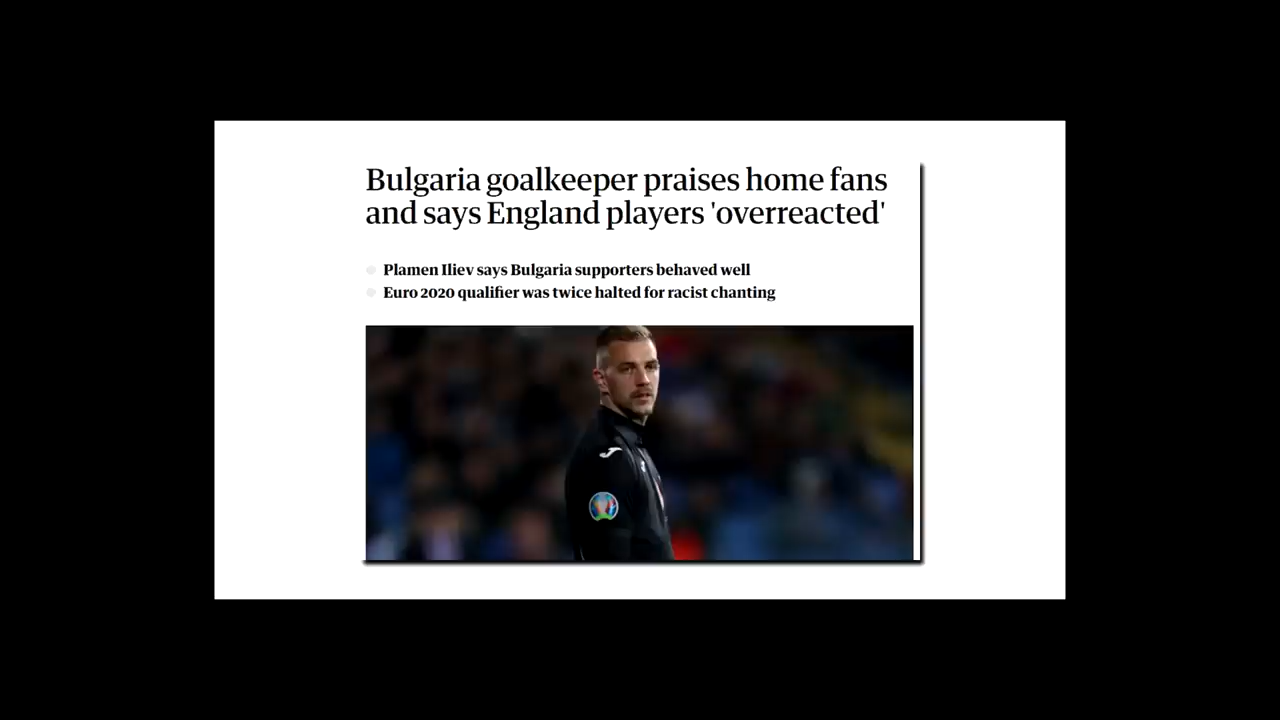 Bulgaria goalkeeper praises home fans
and says England players 'overreacted'
Plamen Iliev says Bulgaria supporters behaved well
Euro 2020 qualifier was twice halted for racist chanting